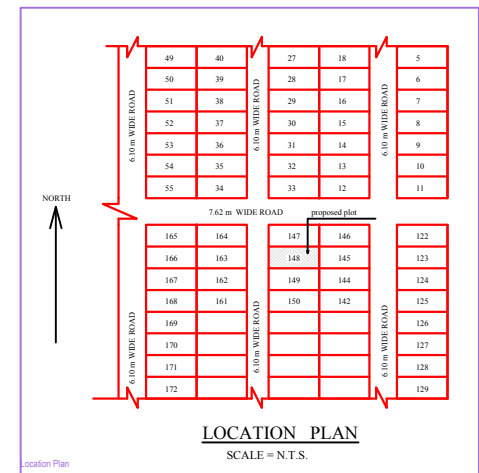 49 40 27 18 5
50 39 28 17 6
51 38 29 16 7
52 37 30 15 8
53 36 31 14 9
54 35 32 13 10
55 34 33 12 11
6.10 m WIDE ROAD
6.10 m WIDE ROAD
6.10 m WIDE ROAD
NORTH
7.62 m WIDE ROAD
proposed plot
165 164 147 146 122
166 163 148 145 123
167 162 149 144 124
168 161 150 142 125
169 126
170 127
171 128
172 129
6.10 m WIDE ROAD
6.10 m WIDE ROAD
6.10 m WIDE ROAD
LOCATION PLAN
SCALE = N.T.S.
Location Plan